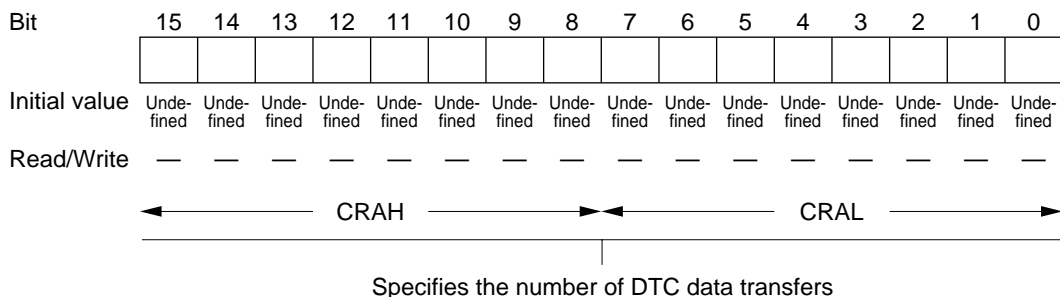 Bit 15 14 13 12 11 10 9 8 7 6 5 4 3 2 1 0
Initial value Unde- Unde- Unde- Unde- Unde- Unde- Unde- Unde- Unde- Unde- Unde- Unde- Unde- Unde- Unde- Unde-
fined fined fined fined fined fined fined fined fined fined fined fined fined fined fined fined
Read/Write — — — — — — — — — — — — — — — —
CRAH CRAL
Specifies the number of DTC data transfers